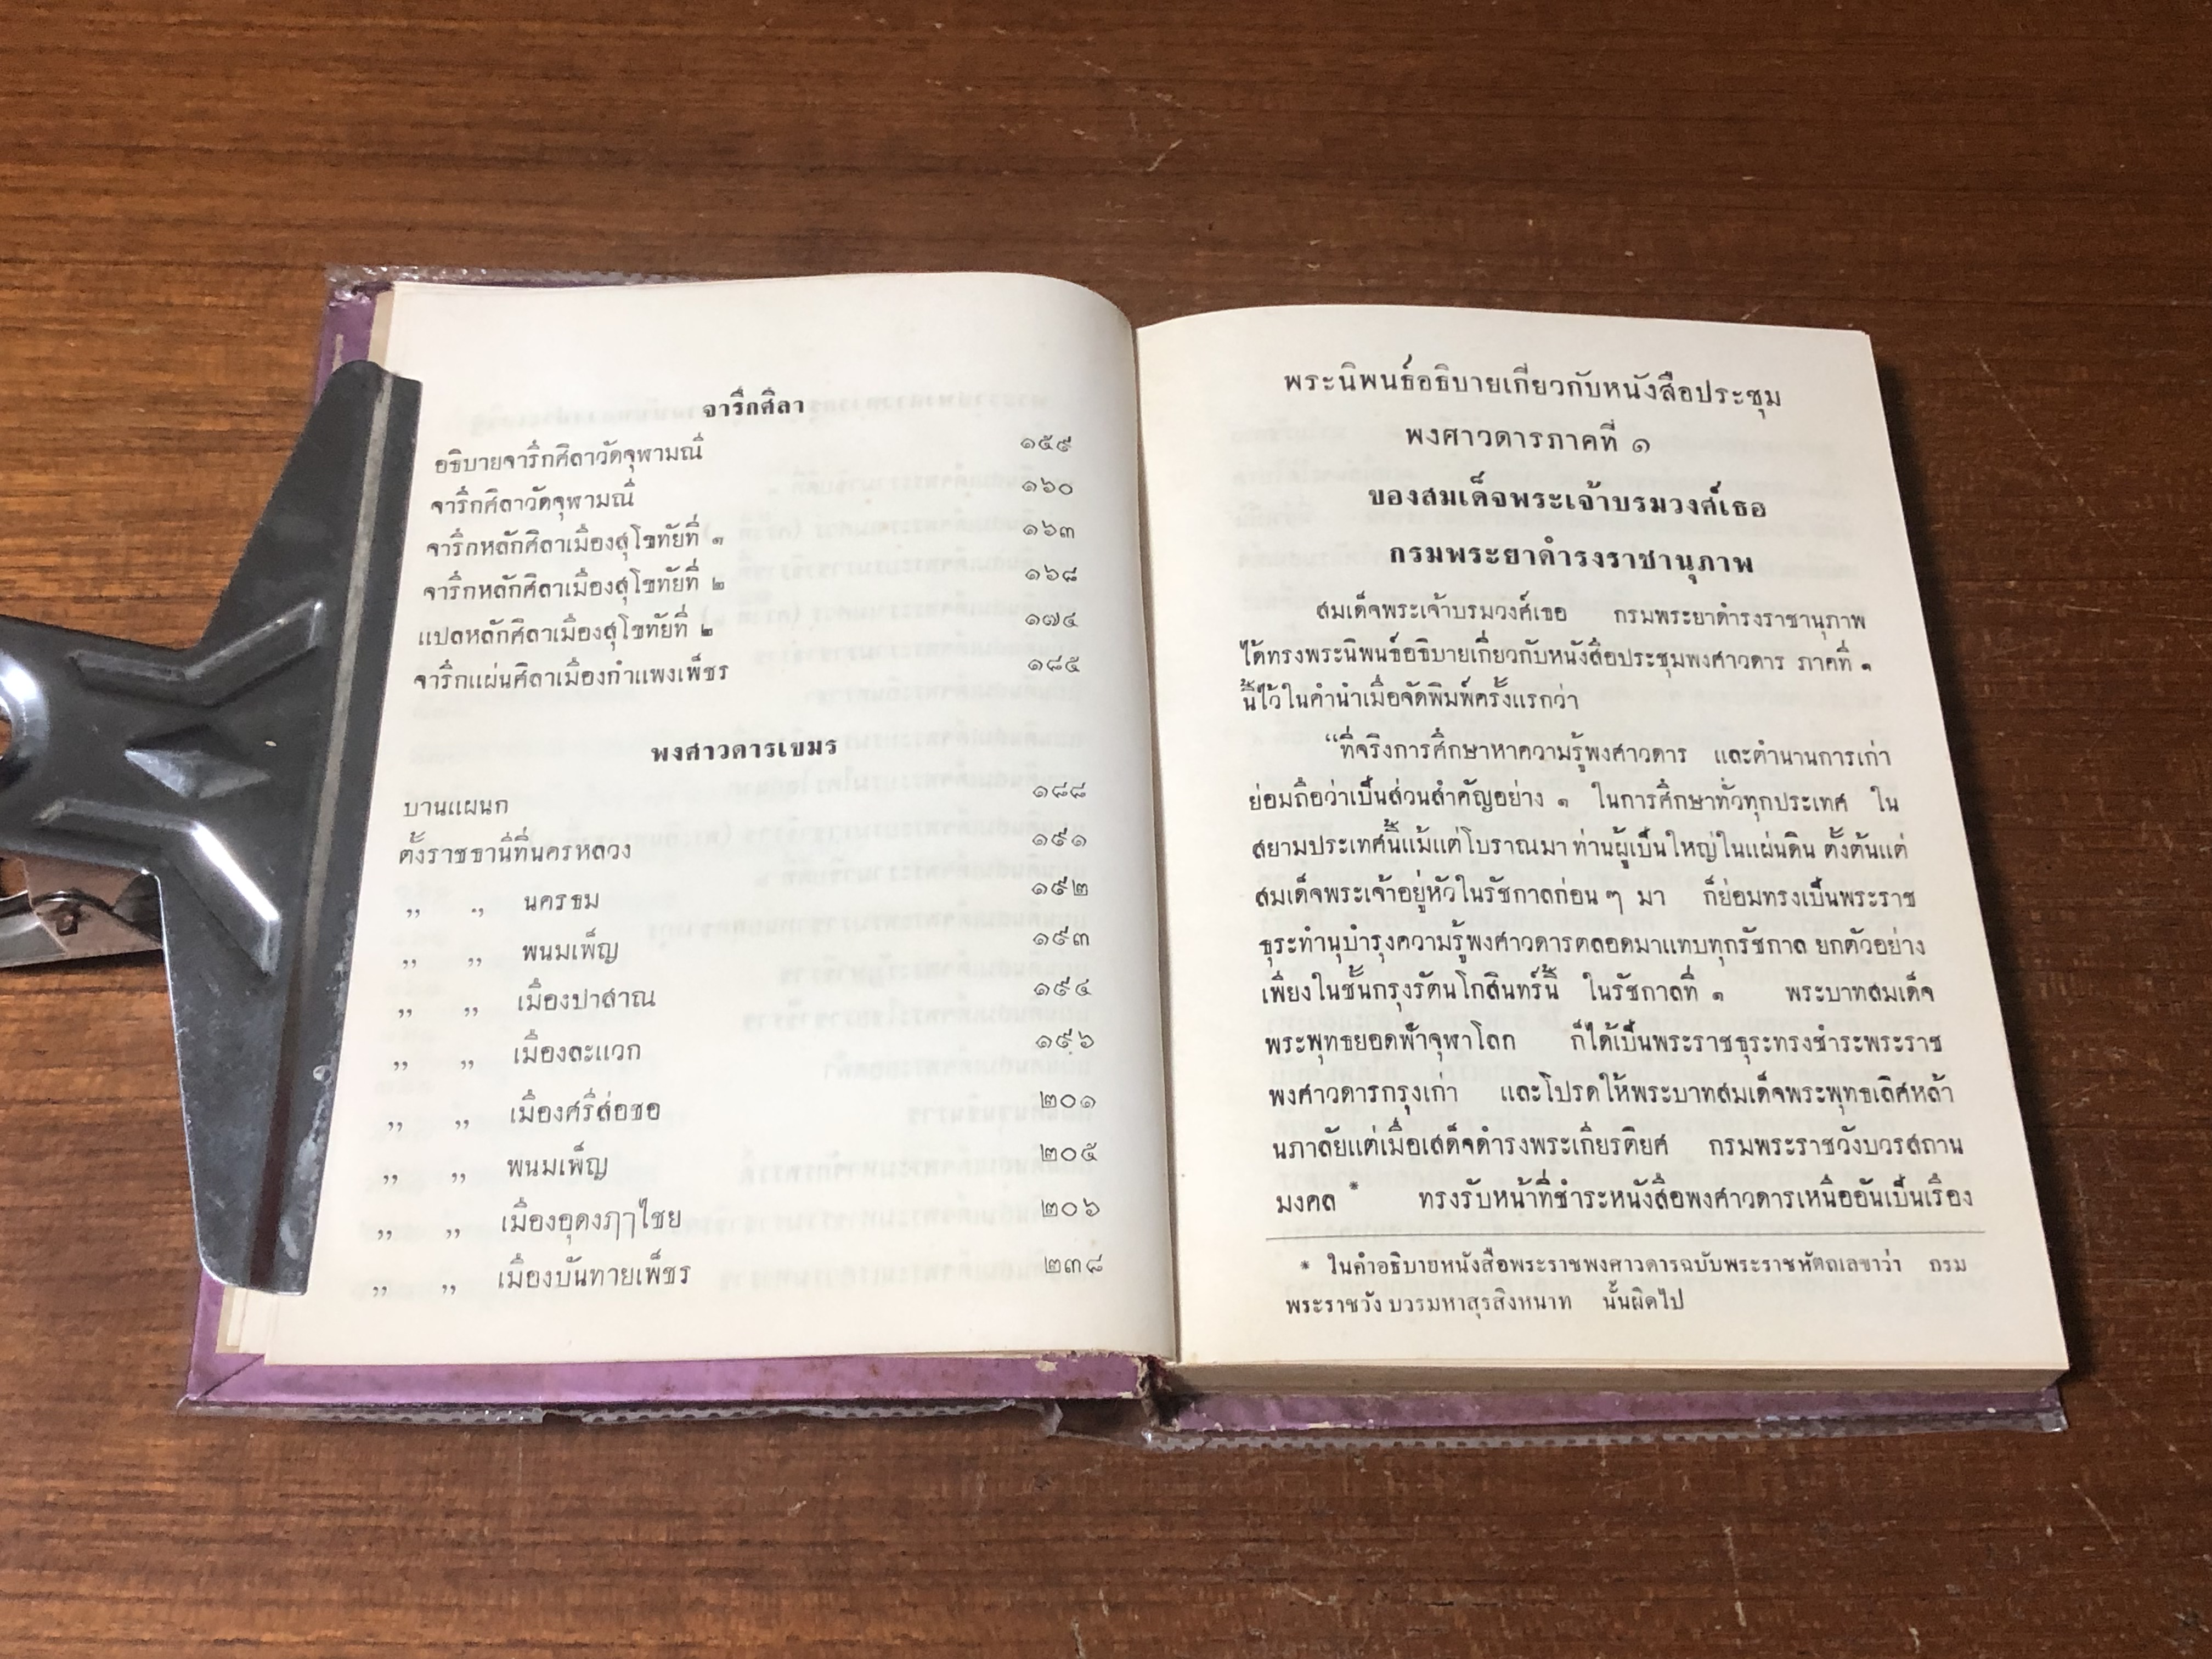 จารึกศิลา
อธิบายจารึกศิลาวัดจุฬามณี ๑๕๙
จารึกศิลาวัดจุฬามณี ๑๖๐
จารึกหลักศิลาเมืองสุโขทัยที่ ๑ ๑๖๓
จารึกหลักศิลาเมืองสุโขทัยที่ ๒ ๑๖๘
แปลหลักศิลาเมืองสุโขทัยที่ ๒ ๑๗๔
จารึกแผ่นศิลาเมืองกำแพงเพ็ชร ๑๘๕
พงศาวดารเขมร
บานแผนก ๑๘๘
ตั้งราชธานีที่นครหลวง ๑๙๑
,, ,, นครธม ๑๙๒
,, ,, พนมเพ็ญ ๑๙๓
,, ,, เมืองปาสาณ ๑๙๔
,, ,, เมืองละแวก ๑๙๖
,, ,, เมืองศรีส่อชอ ๒๐๑
,, ,, พนมเพ็ญ ๒๐๕
,, ,, เมืองอุดงฦๅไชย ๒๐๖
,, ,, เมืองบันทายเพ็ชร ๒๓๘
พระนิพนธ์อธิบายเกี่ยวกับหนังสือประชุม
พงศาวดารภาคที่ ๑
ของสมเด็จพระเจ้าบรมวงศ์เธอ
กรมพระยาดำรงราชานุภาพ
สมเด็จพระเจ้าบรมวงศ์เธอ กรมพระยาดำรงราชานุภาพ
ได้ทรงพระนิพนธ์อธิบายเกี่ยวกับหนังสือประชุมพงศาวดาร ภาคที่ ๑
นี้ไว้ในคำนำเมื่อจัดพิมพ์ครั้งแรกว่า
“ที่จริงการศึกษาหาความรู้พงศาวดาร และตำนานการเก่า
ย่อมถือว่าเป็นส่วนสำคัญอย่าง ๑ ในการศึกษาทั่วทุกประเทศ ใน
สยามประเทศนี้แม้แต่โบราณมา ท่านผู้เป็นใหญ่ในแผ่นดิน ตั้งต้นแต่
สมเด็จพระเจ้าอยู่หัวในรัชกาลก่อน ๆ มา ก็ย่อมทรงเป็นพระราช
ธุระทำนุบำรุงความรู้พงศาวดารตลอดมาแทบทุกรัชกาล ยกตัวอย่าง
เพียงในชั้นกรุงรัตนโกสินทร์นี้ ในรัชกาลที่ ๑ พระบาทสมเด็จ
พระพุทธยอดฟ้าจุฬาโลก ก็ได้เป็นพระราชธุระทรงชำระพระราช
พงศาวดารกรุงเก่า และโปรดให้พระบาทสมเด็จพระพุทธเลิศหล้า
นภาลัยแต่เมื่อเสด็จดำรงพระเกียรติยศ กรมพระราชวังบวรสถาน
มงคล * ทรงรับหน้าที่ชำระหนังสือพงศาวดารเหนืออันเป็นเรื่อง
* ในคำอธิบายหนังสือพระราชพงศาวดารฉบับพระราชหัตถเลขาว่า กรม
พระราชวัง บวรมหาสุรสิงหนาท นั้นผิดไป